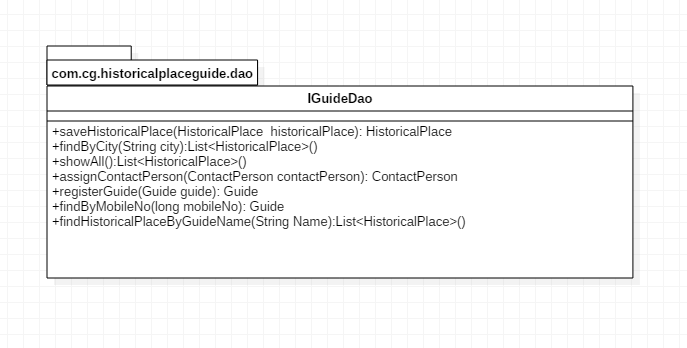 com.cg.historicalplaceguide.dao
IGuideDao
+saveHistoricalPlace(HistoricalPlace  historicalPlace): HistoricalPlace
+findByCity(String city):List<HistoricalPlace>()
+showAll():List<HistoricalPlace>()
+assignContactPerson(ContactPerson contactPerson): ContactPerson
+registerGuide(Guide guide): Guide
+findByMobileNo(long mobileNo): Guide
+findHistoricalPlaceByGuideName(String Name):List<HistoricalPlace>()